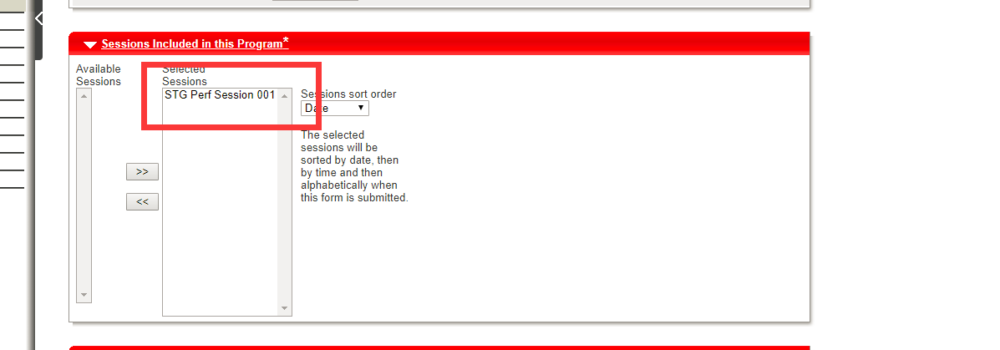 Sessions Included in this Program*
Available
Sessions
Selected
Sessions
STG Perf Session 001
>>
<<
Sessions sort order
Date
The selected
sessions will be
sorted by date, then
by time and then
alphabetically when
this form is submitted.